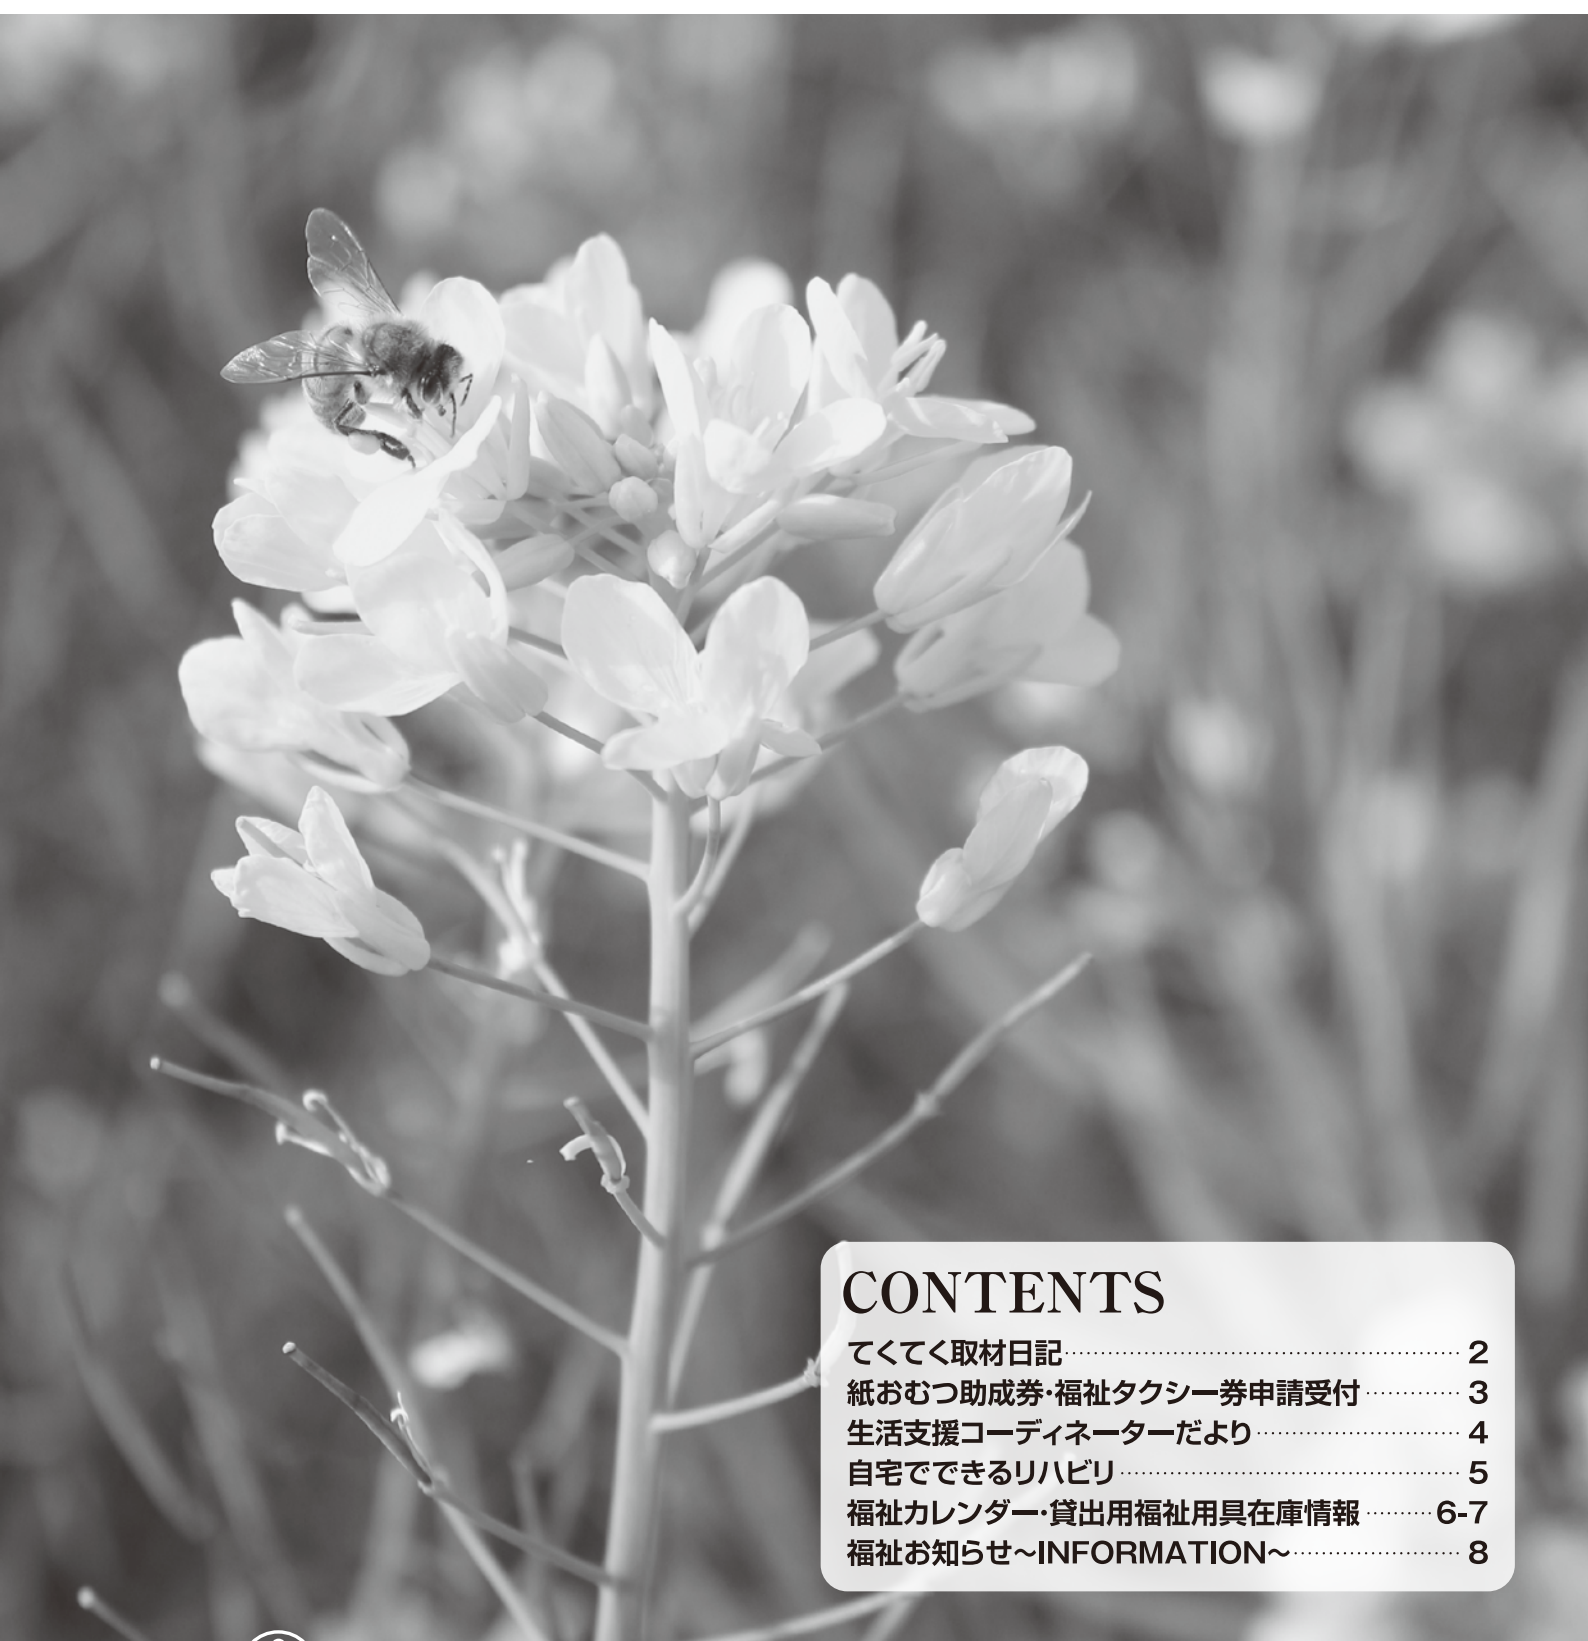 CONTENTS
てくてく取材日記 2
紙おむつ助成券・福祉タクシー券申請受付 3
生活支援コーディネーターだより 4
自宅でできるリハビリ 5
福祉カレンダー・貸出用福祉用具在庫情報 6-7
福祉お知らせ～INFORMATION～ 8